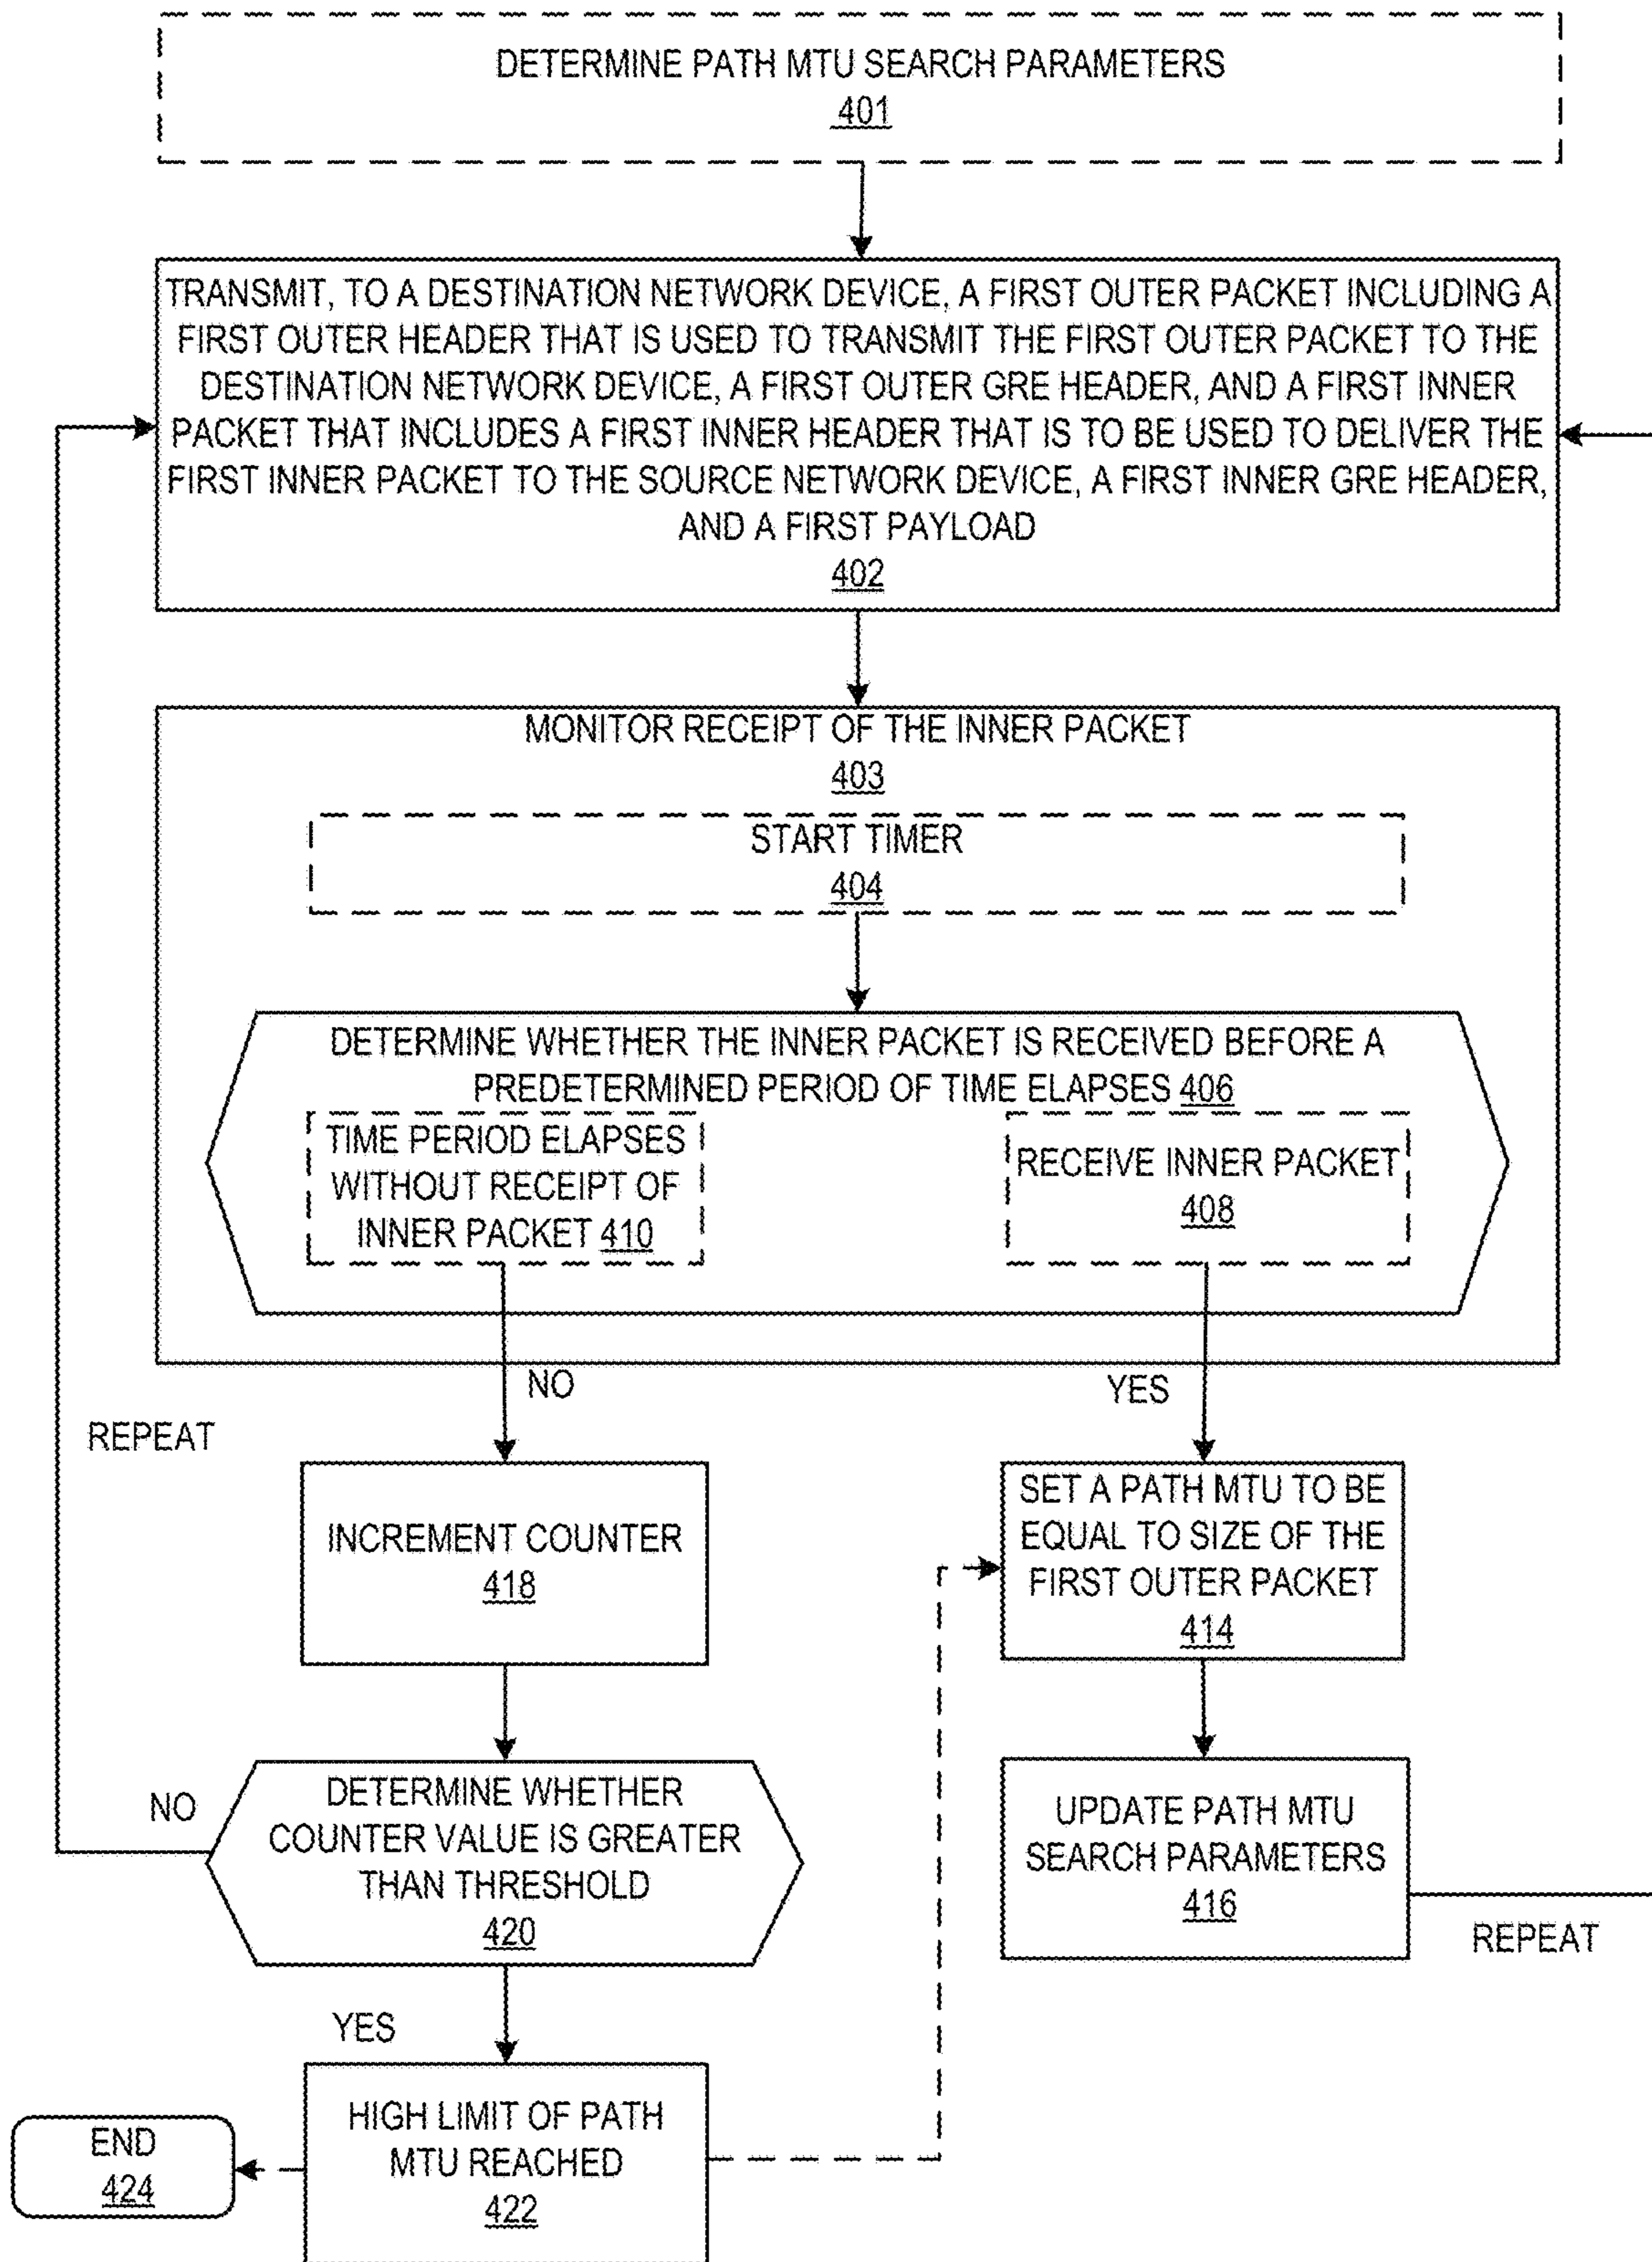 DETERMINE PATH MTU SEARCH PARAMETERS
401
TRANSMIT, TO A DESTINATION NETWORK DEVICE, A FIRST OUTER PACKET INCLUDING A
FIRST OUTER HEADER THAT IS USED TO TRANSMIT THE FIRST OUTER PACKET TO THE
DESTINATION NETWORK DEVICE, A FIRST OUTER GRE HEADER, AND A FIRST INNER
PACKET THAT INCLUDES A FIRST INNER HEADER THAT IS TO BE USED TO DELIVER THE
FIRST INNER PACKET TO THE SOURCE NETWORK DEVICE, A FIRST INNER GRE HEADER,
AND A FIRST PAYLOAD
402
MONITOR RECEIPT OF THE INNER PACKET
403
START TIMER
404
DETERMINE WHETHER THE INNER PACKET IS RECEIVED BEFORE A
PREDETERMINED PERIOD OF TIME ELAPSES 406
TIME PERIOD ELAPSES
WITHOUT RECEIPT OF
INNER PACKET 410
RECEIVE INNER PACKET
408
NO
YES
REPEAT
INCREMENT COUNTER
418
SET A PATH MTU TO BE
EQUAL TO SIZE OF THE
FIRST OUTER PACKET
414
NO
DETERMINE WHETHER
COUNTER VALUE IS GREATER
THAN THRESHOLD
420
UPDATE PATH MTU
SEARCH PARAMETERS
416
REPEAT
YES
HIGH LIMIT OF PATH
MTU REACHED
422
END
424